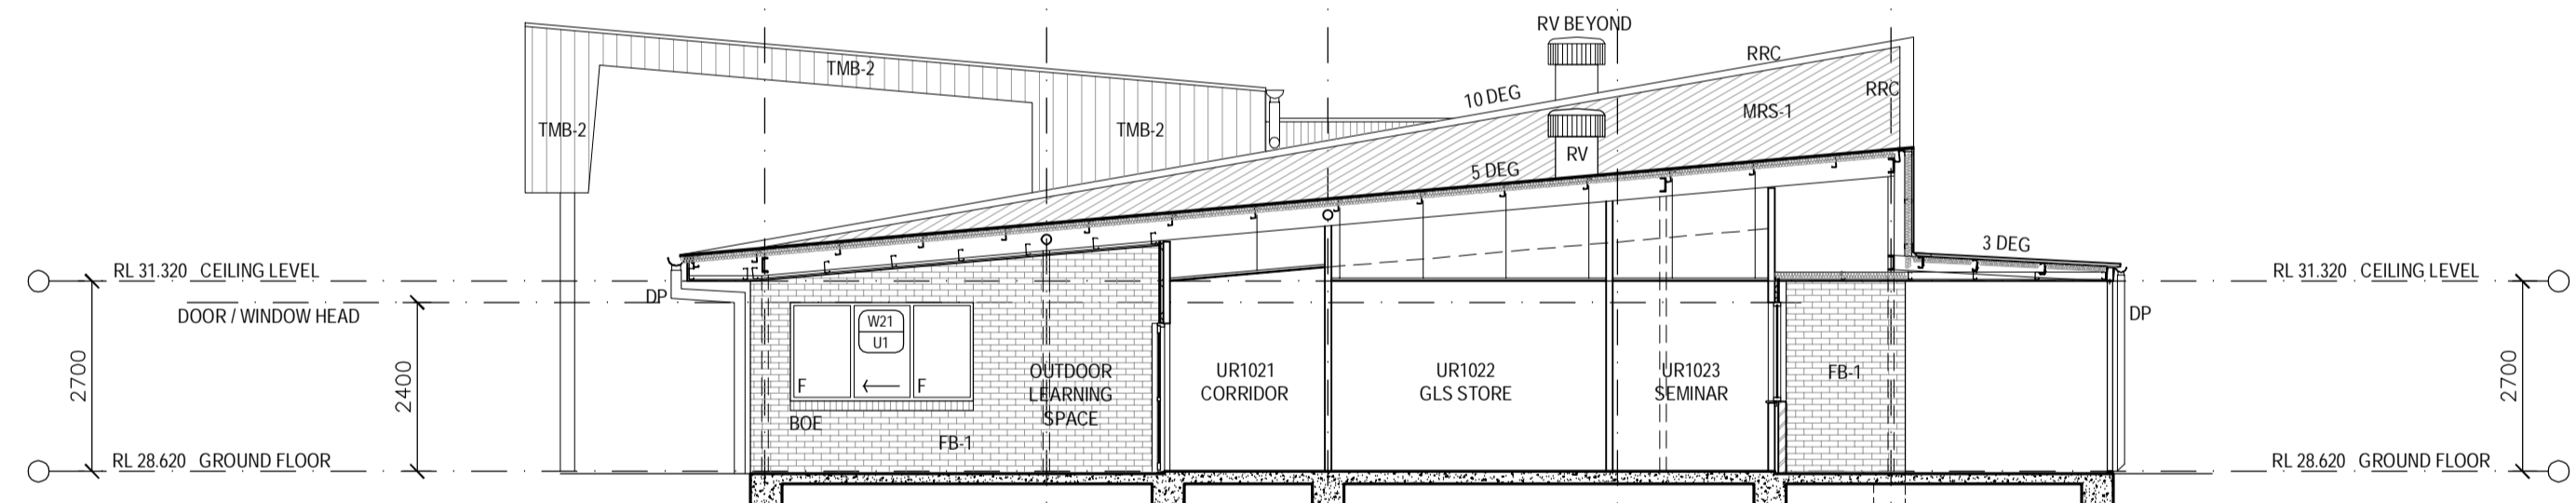 RV BEYOND
RRC
TMB-2
10 DEG
RRC
MRS-1
TMB-2
TMB-2
RV
5 DEG
3 DEG
RL 31.320 CEILING LEVEL
RL 31.320 CEILING LEVEL
DP
DOOR / WINDOW HEAD
DP
W21
U1
2700
2400
F
F
OUTDOOR
LEARNING
SPACE
UR1021
CORRIDOR
UR1022
GLS STORE
UR1023
SEMINAR
FB-1
2700
BOE
FB-1
RL 28.620 GROUND FLOOR
RL 28.620 GROUND FLOOR